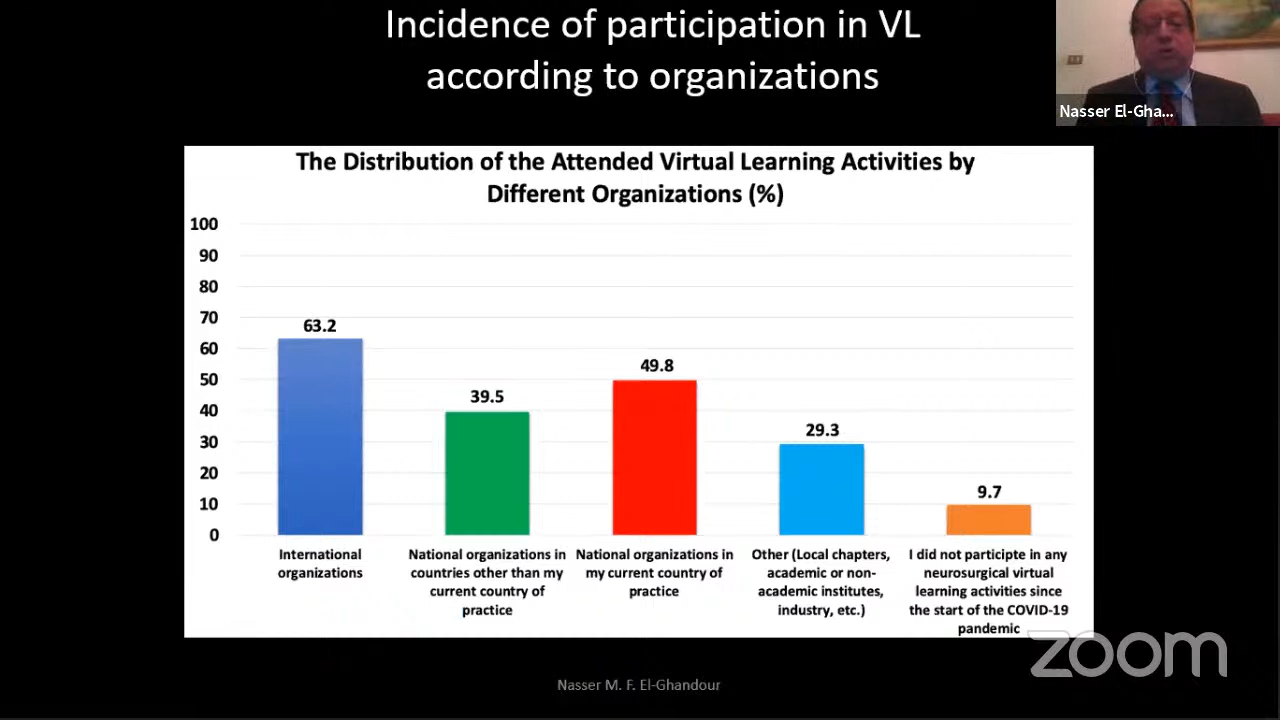 Incidence of participation in VL
according to organizations
Nasser El-Gha...
The Distribution of the Attended Virtual Learning Activities by
Different Organizations (%)
100
90
80
70
60
50
40
30
20
10
0
63.2
39.5
49.8
29.3
9.7
International
organizations
National organizations in
countries other than my
current country of
practice
National organizations in
my current country of
practice
Other (Local chapters,
academic or non-
academic institutes,
industry, etc.)
I did not participte in any
neurosurgical virtual
learning activities since
the start of the COVID-19
pandemic
zoom
Nasser M. F. El-Ghandour